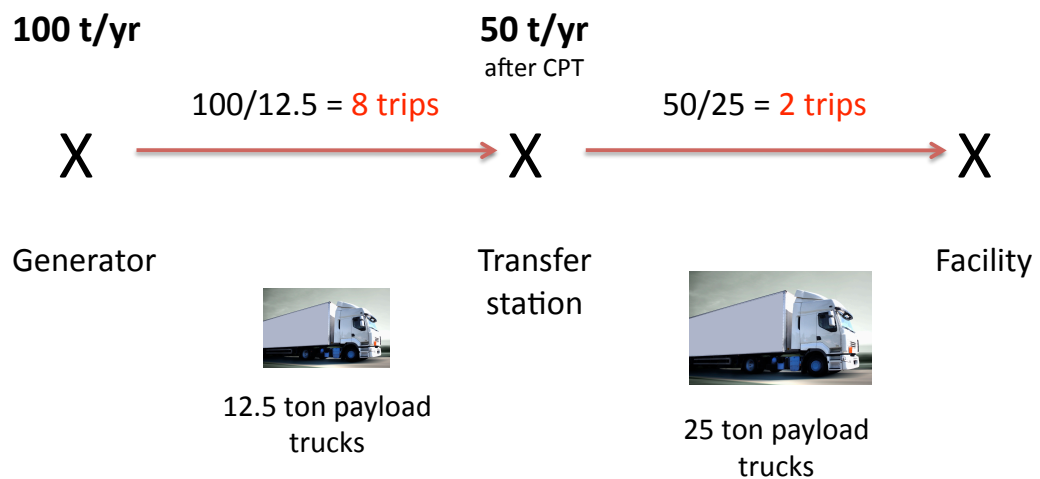 100 t/yr
50 t/yr
after CPT
100/12.5 = 8 trips
50/25 = 2 trips
X
X
X
Generator
Transfer
station
Facility
12.5 ton payload
trucks
25 ton payload
trucks